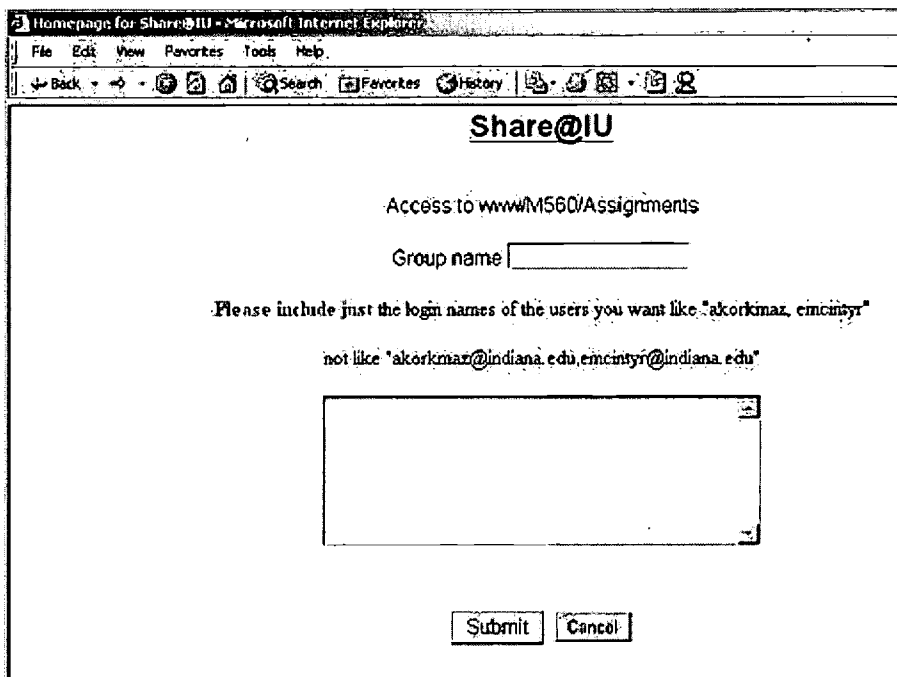 Homepage for Share@IU - Microsoft Internet Explorer
File Edit View Favorites Tools Help
Back Search Favorites History
Share@IU
Access to www/M560/Assignments
Group name
Please include just the login names of the users you want like "akorkmaz, emcintyr"
not like "akorkmaz@indiana.edu,emcintyr@indiana.edu"
Submit Cancel